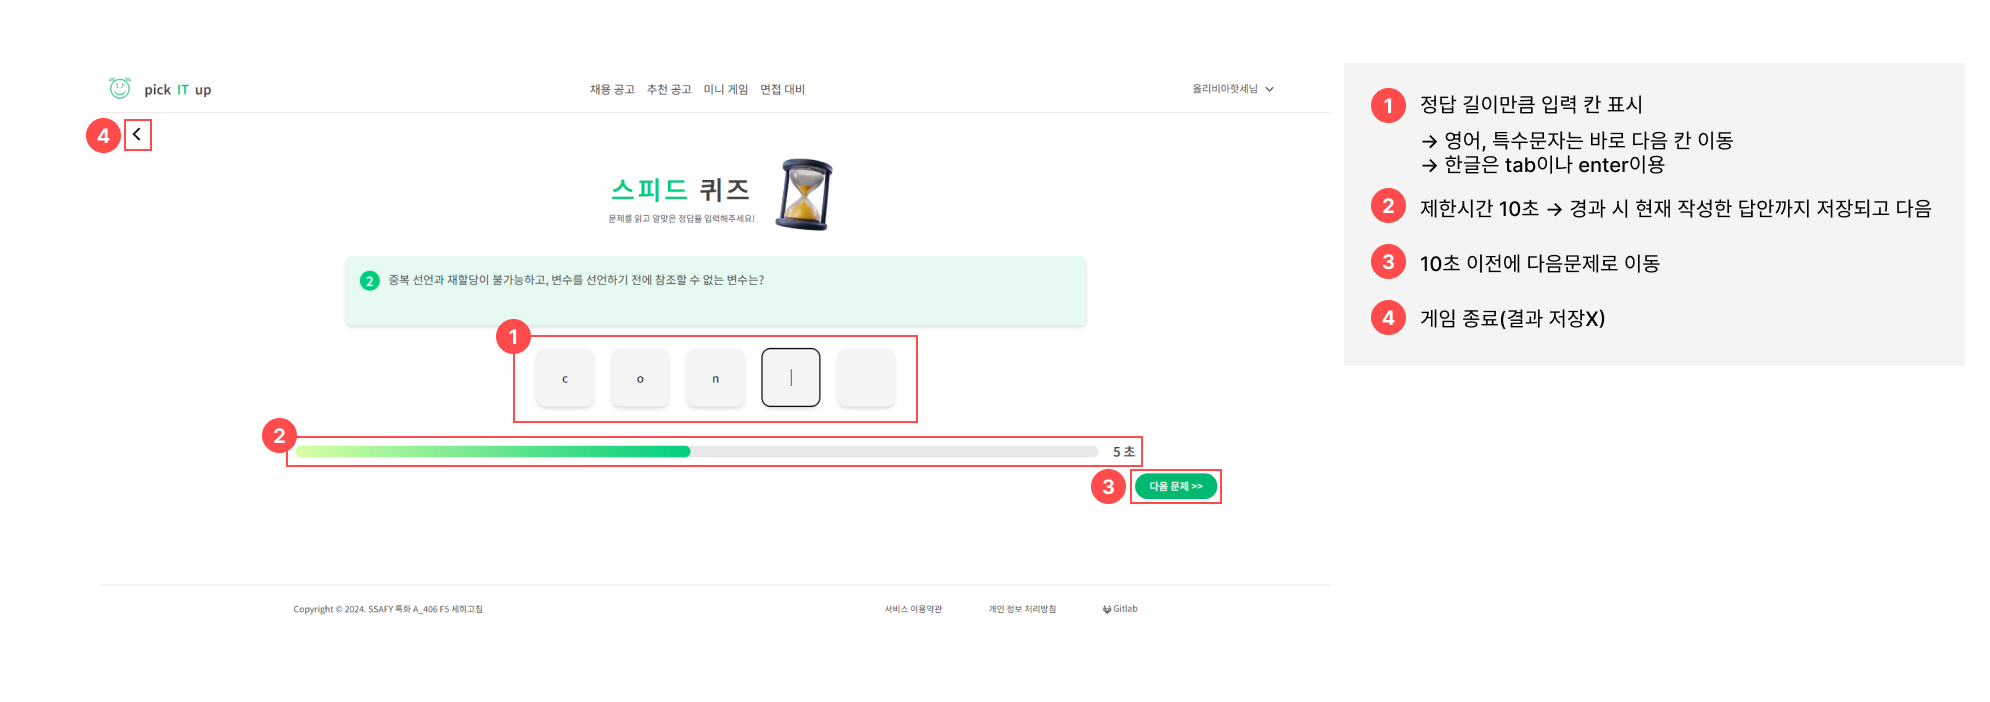 pick IT up
채용 공고 추천 공고 미니 게임 면접 대비
올리비아핫세님
4
스피드 퀴즈
문제를 읽고 알맞은 정답을 입력해주세요!
2 중복 선언과 재할당이 불가능하고, 변수를 선언하기 전에 참조할 수 없는 변수는?
1
c o n
2
5 초
3 다음 문제 >>
Copyright © 2024. SSAFY 특화 A_406 F5 세희고침
서비스 이용약관 개인 정보 처리방침 Gitlab
1 정답 길이만큼 입력 칸 표시
→ 영어, 특수문자는 바로 다음 칸 이동
→ 한글은 tab이나 enter이용
2 제한시간 10초 → 경과 시 현재 작성한 답안까지 저장되고 다음
3 10초 이전에 다음문제로 이동
4 게임 종료(결과 저장X)